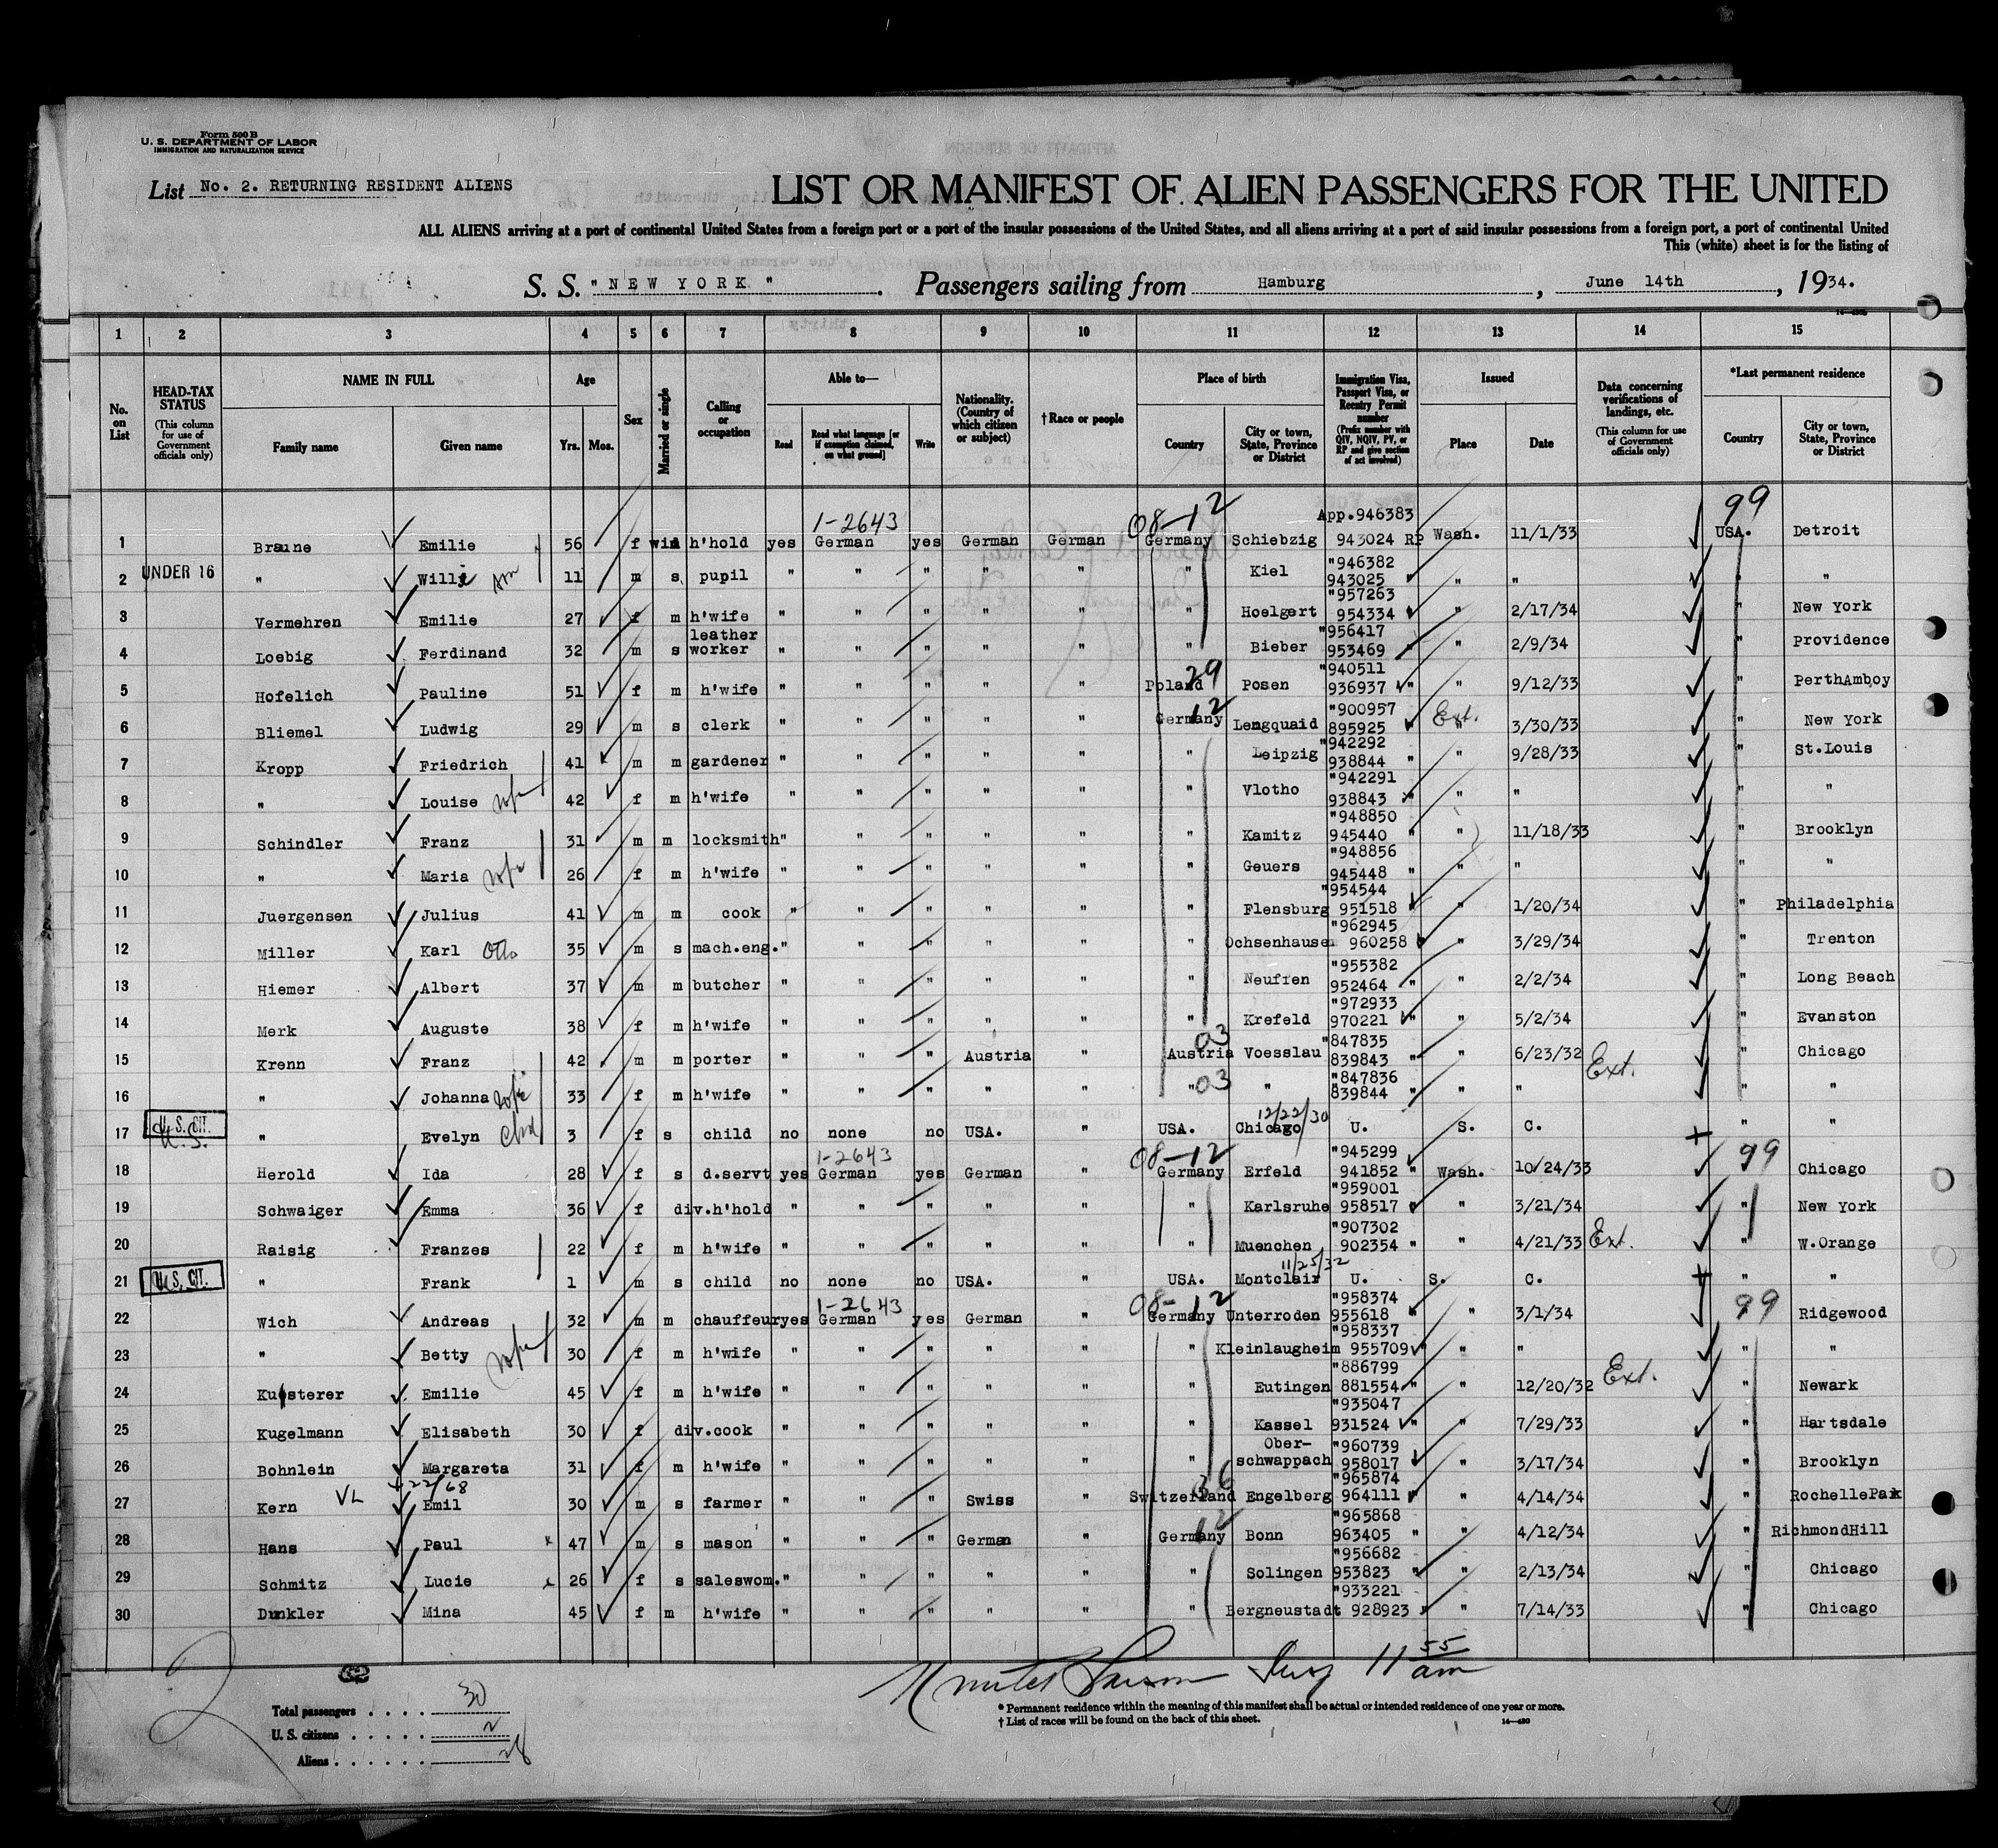 Form 500 B
U. S. DEPARTMENT OF LABOR
IMMIGRATION AND NATURALIZATION SERVICE
List No. 2. RETURNING RESIDENT ALIENS
LIST OR MANIFEST OF ALIEN PASSENGERS FOR THE UNITED
ALL ALIENS arriving at a port of continental United States from a foreign port or a port of the insular possessions of the United States, and all aliens arriving at a port of said insular possessions from a foreign port, a port of continental United
This (white) sheet is for the listing of
S. S. "NEW YORK". Passengers sailing from Hamburg, June 14th, 1934.
1 2 3 4 5 6 7 8 9 10 11 12 13 14 15
No. on List
HEAD-TAX STATUS (This column for use of Government officials only)
NAME IN FULL Family name Given name
Age Yrs. Mos.
Sex
Married or single
Calling or occupation
Able to— Read Read what language [or if exemption claimed, on what ground] Write
Nationality. (Country of which citizen or subject)
† Race or people
Place of birth Country City or town, State, Province or District
Immigration Visa, Passport Visa, or Reentry Permit number (Prefix number with QIV, NQIV, PV, or RP and give section of act involved)
Issued Place Date
Data concerning verifications of landings, etc. (This column for use of Government officials only)
*Last permanent residence Country City or town, State, Province or District
1-2643 08-12 App.946383 99
1 Braune Emilie 56 f wid h'hold yes German yes German German Germany Schiebzig 943024 RP Wash. 11/1/33 USA. Detroit
2 UNDER 16 " Willi 11 m s pupil " " " " " " Kiel "946382 943025 " " " "
3 Vermehren Emilie 27 f m h'wife " " " " " " Hoelgert "957263 954334 " 2/17/34 " New York
4 Loebig Ferdinand 32 m s leather worker " " " " " " Bieber "956417 953469 " 2/9/34 " Providence
5 Hofelich Pauline 51 f m h'wife " " " " " Poland 29 Posen "940511 936937 " " 9/12/33 " PerthAmboy
6 Bliemel Ludwig 29 m s clerk " " " " " Germany 12 Lengquaid "900957 895925 Ext. " 3/30/33 " New York
7 Kropp Friedrich 41 m m gardener " " " " " " Leipzig "942292 938844 " " 9/28/33 " St.Louis
8 " Louise wife 42 f m h'wife " " " " " " Vlotho "942291 938843 " " " " "
9 Schindler Franz 31 m m locksmith " " " " " " Kamitz "948850 945440 " " 11/18/33 " Brooklyn
10 " Maria wife 26 f m h'wife " " " " " " Geuers "948856 945448 " " " " "
11 Juergensen Julius 41 m m cook " " " " " " Flensburg "954544 951518 " " 1/20/34 " Philadelphia
12 Miller Karl Otto 35 m s mach.eng. " " " " " " Ochsenhausen "962945 960258 " 3/29/34 " Trenton
13 Hiemer Albert 37 m m butcher " " " " " " Neuffen "955382 952464 " " 2/2/34 " Long Beach
14 Merk Auguste 38 f m h'wife " " " " " " Krefeld "972933 970221 " " 5/2/34 " Evanston
15 Krenn Franz 42 m m porter " " " Austria " Austria 03 Voesslau "847835 839843 " " 6/23/32 Ext. " Chicago
16 " Johanna wife 33 f m h'wife " " " " " " 03 " "847836 839844 " " " " "
17 U. S. CIT. U.S. " Evelyn Chd 3 f s child no none no USA. " USA. Chicago 12/22/30 U. S. C. " "
18 Herold Ida 28 f s d.servt yes 1-2643 German yes German " 08-12 Germany Erfeld "945299 941852 " Wash. 10/24/33 99 Chicago
19 Schwaiger Emma 36 f div.h'hold " " " " " " Karlsruhe "959001 958517 " " 3/21/34 " New York
20 Raisig Franzes 22 f m h'wife " " " " " " Muenchen "907302 902354 " " 4/21/33 Ext. " W.Orange
21 U. S. CIT. " Frank 1 m s child no none no USA. " USA. Montclair 11/25/32 U. S. C. " "
22 Wich Andreas 32 m m chauffeur yes 1-2643 German yes German " 08-12 Germany Unterroden "958374 955618 " " 3/1/34 99 Ridgewood
23 " Betty wife 30 f m h'wife " " " " " " Kleinlaugheim "958337 955709 " " " " "
24 Kusterer Emilie 45 f m h'wife " " " " " " Eutingen "886799 881554 " " 12/20/32 Ext. " Newark
25 Kugelmann Elisabeth 30 f div.cook " " " " " " Kassel "935047 931524 " " 7/29/33 " Hartsdale
26 Bohnlein Margareta 31 f m h'wife " " " " " " Ober-schwappach "960739 958017 " " 3/17/34 " Brooklyn
27 Kern VL Emil 30 m s farmer " " " Swiss " Switzerland 36 Engelberg "965874 964111 " " 4/14/34 " RochellePark
28 Hans Paul x 47 m s mason " " " German " Germany 12 Bonn "965868 963405 " " 4/12/34 " RichmondHill
29 Schmitz Lucie x 26 f s saleswom. " " " " " " Solingen "956682 953823 " " 2/13/34 " Chicago
30 Dunkler Mina 45 f m h'wife " " " " " " Bergneustadt "933221 928923 " " 7/14/33 " Chicago
11 55 am
Total passengers . . . . 30
U. S. citizens . . . . . 2
Aliens . . . . . . 28
* Permanent residence within the meaning of this manifest shall be actual or intended residence of one year or more.
† List of races will be found on the back of this sheet.
14—430